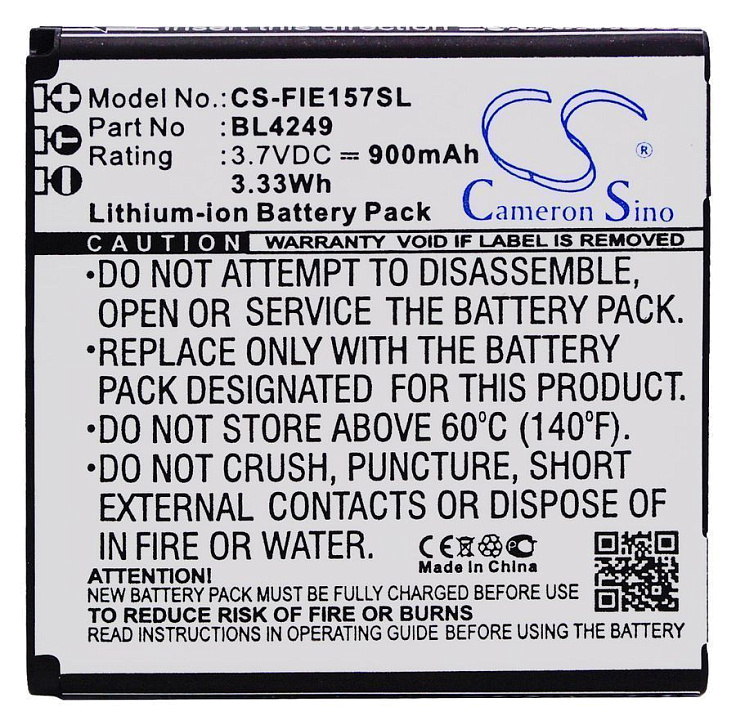 Insert this
Model No.: CS-FIE157SL
Part No : BL4249
Rating : 3.7VDC = 900mAh
3.33Wh
Cameron Sino ®
Lithium-ion Battery Pack
CAUTION WARRANTY VOID IF LABEL IS REMOVED
•DO NOT ATTEMPT TO DISASSEMBLE,
OPEN OR SERVICE THE BATTERY PACK.
•REPLACE ONLY WITH THE BATTERY
PACK DESIGNATED FOR THIS PRODUCT.
•DO NOT STORE ABOVE 60°C (140°F).
•DO NOT CRUSH, PUNCTURE, SHORT
EXTERNAL CONTACTS OR DISPOSE OF
IN FIRE OR WATER.
CE
Made in China
ATTENTION!
NEW BATTERY PACK MUST BE FULLY CHARGED BEFORE USE
TO REDUCE RISK OF FIRE OR BURNS
READ INSTRUCTIONS IN OPERATING GUIDE BEFORE USING THE BATTERY